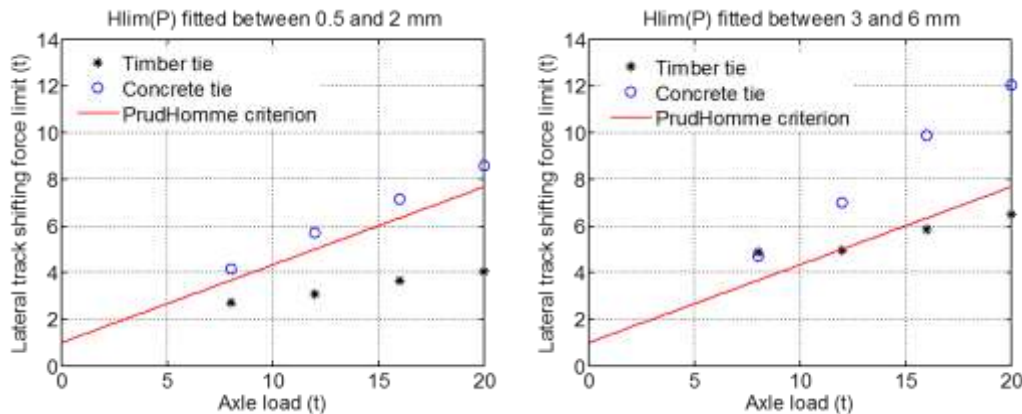 Hlim(P) fitted between 0.5 and 2 mm
14
12
10
8
6
4
2
0
Lateral track shifting force limit (t)
Timber tie
Concrete tie
PrudHomme criterion
0 5 10 15 20
Axle load (t)
Hlim(P) fitted between 3 and 6 mm
14
12
10
8
6
4
2
0
Lateral track shifting force limit (t)
Timber tie
Concrete tie
PrudHomme criterion
0 5 10 15 20
Axle load (t)